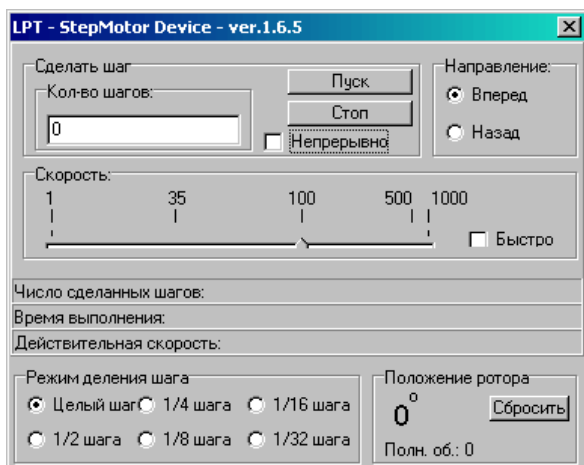 LPT - StepMotor Device - ver.1.6.5
Сделать шаг
Кол-во шагов:
0
Пуск
Стоп
Непрерывно
Направление:
Вперед
Назад
Скорость:
1 35 100 500 1000
Быстро
Число сделанных шагов:
Время выполнения:
Действительная скорость:
Режим деления шага
Целый шаг 1/4 шага 1/16 шага
1/2 шага 1/8 шага 1/32 шага
Положение ротора
0°
Сбросить
Полн. об.: 0